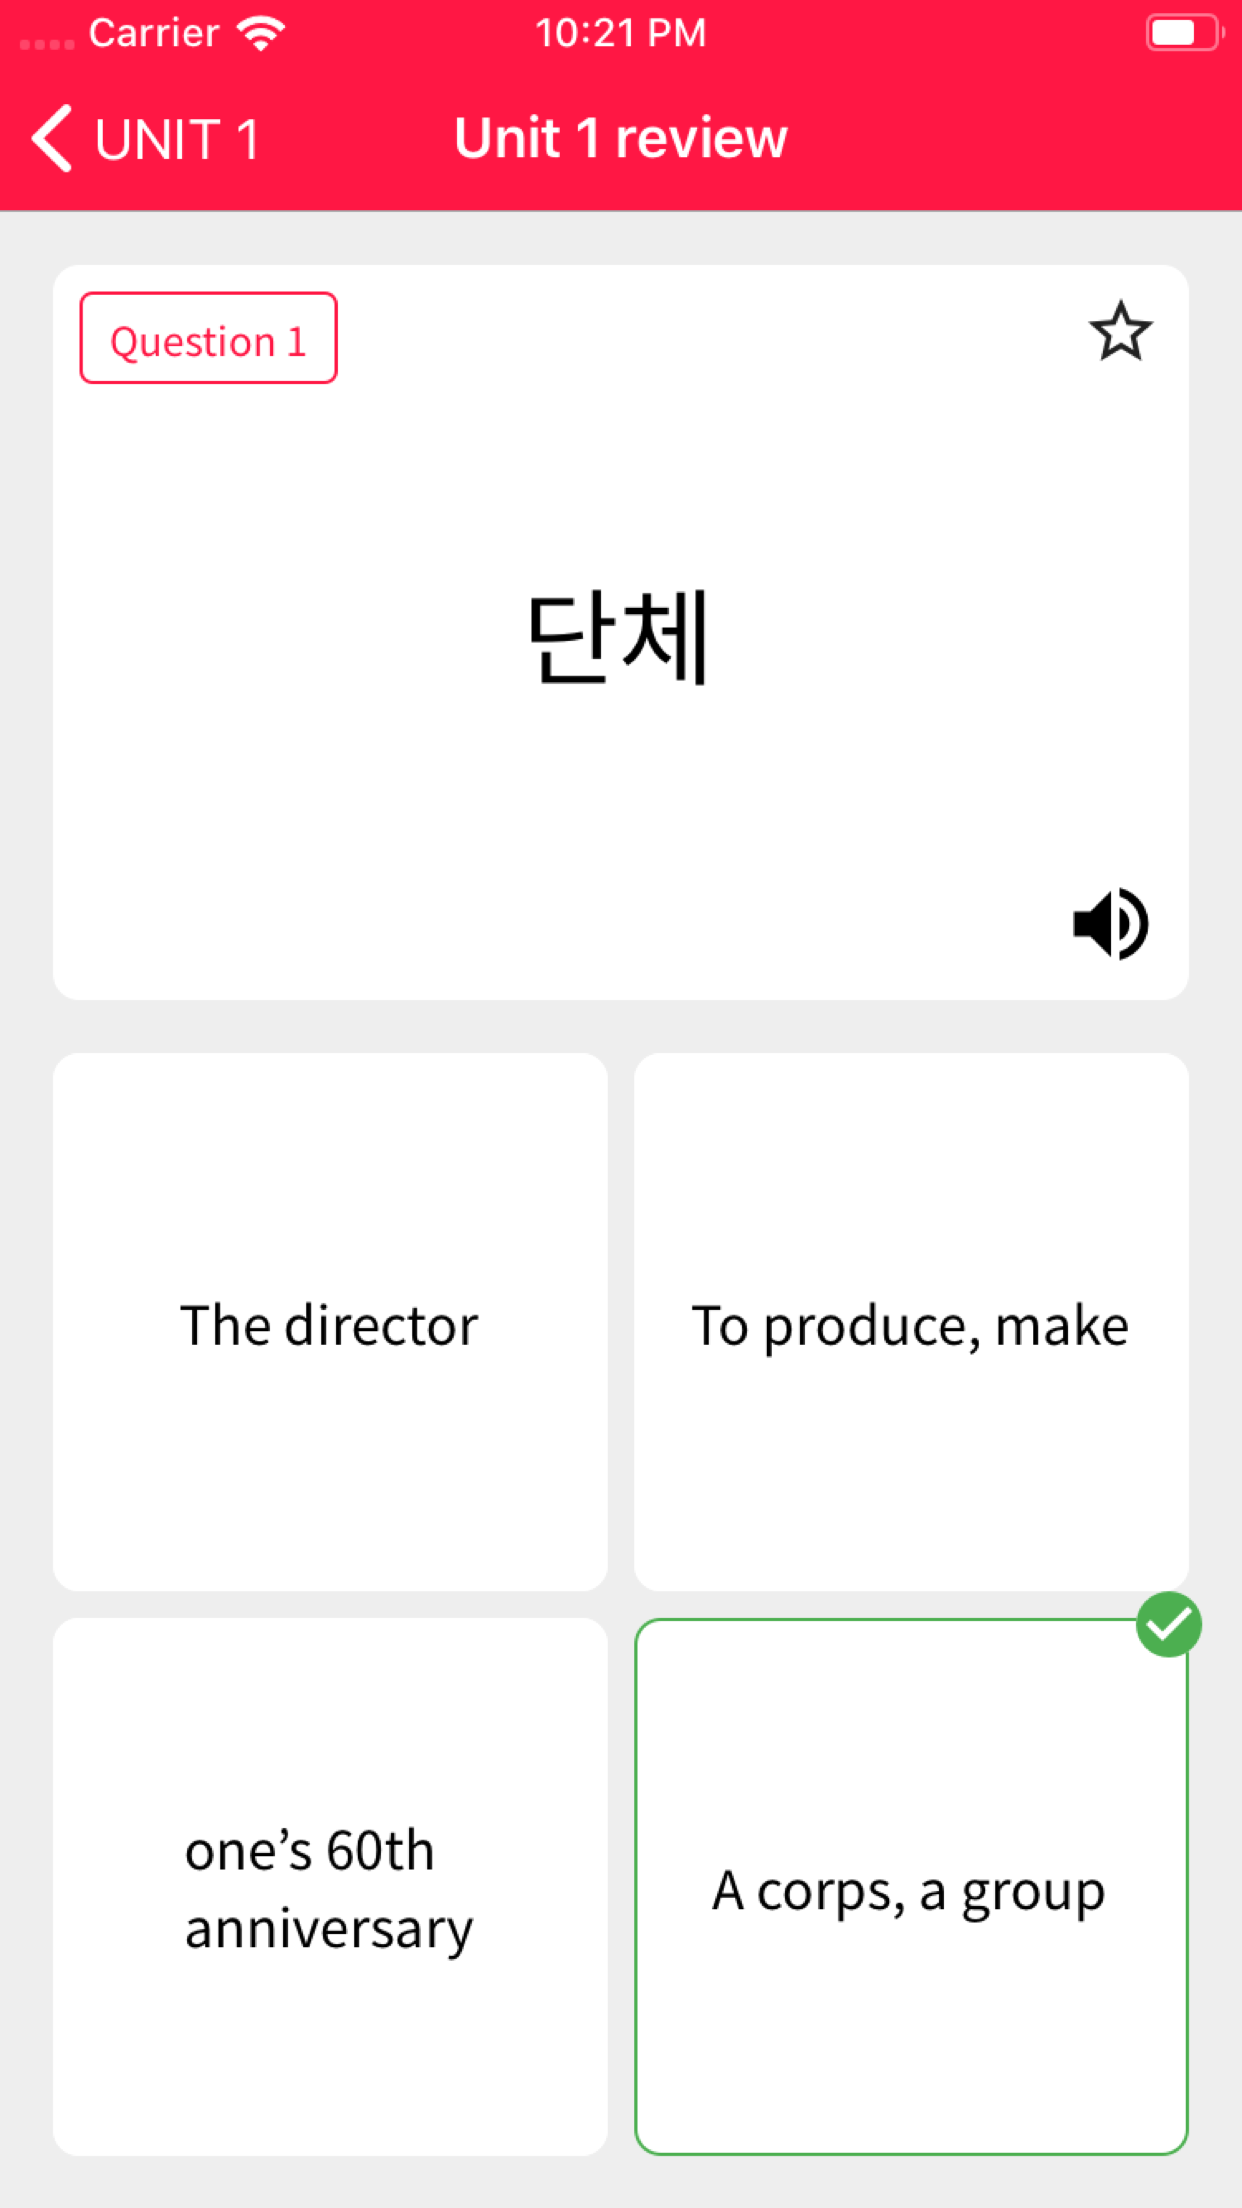 Carrier
10:21 PM
UNIT 1
Unit 1 review
Question 1
단체
The director
To produce, make
one’s 60th
anniversary
A corps, a group